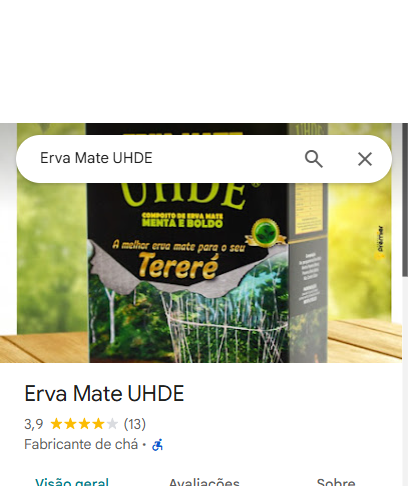 Erva Mate UHDE
UHDE
COMPOSTO DE ERVA MATE
MENTA E BOLDO
A melhor erva mate para o seu
Tereré
Erva Mate UHDE
3,9 (13)
Fabricante de chá ·
Visão geral Avaliações Sobre